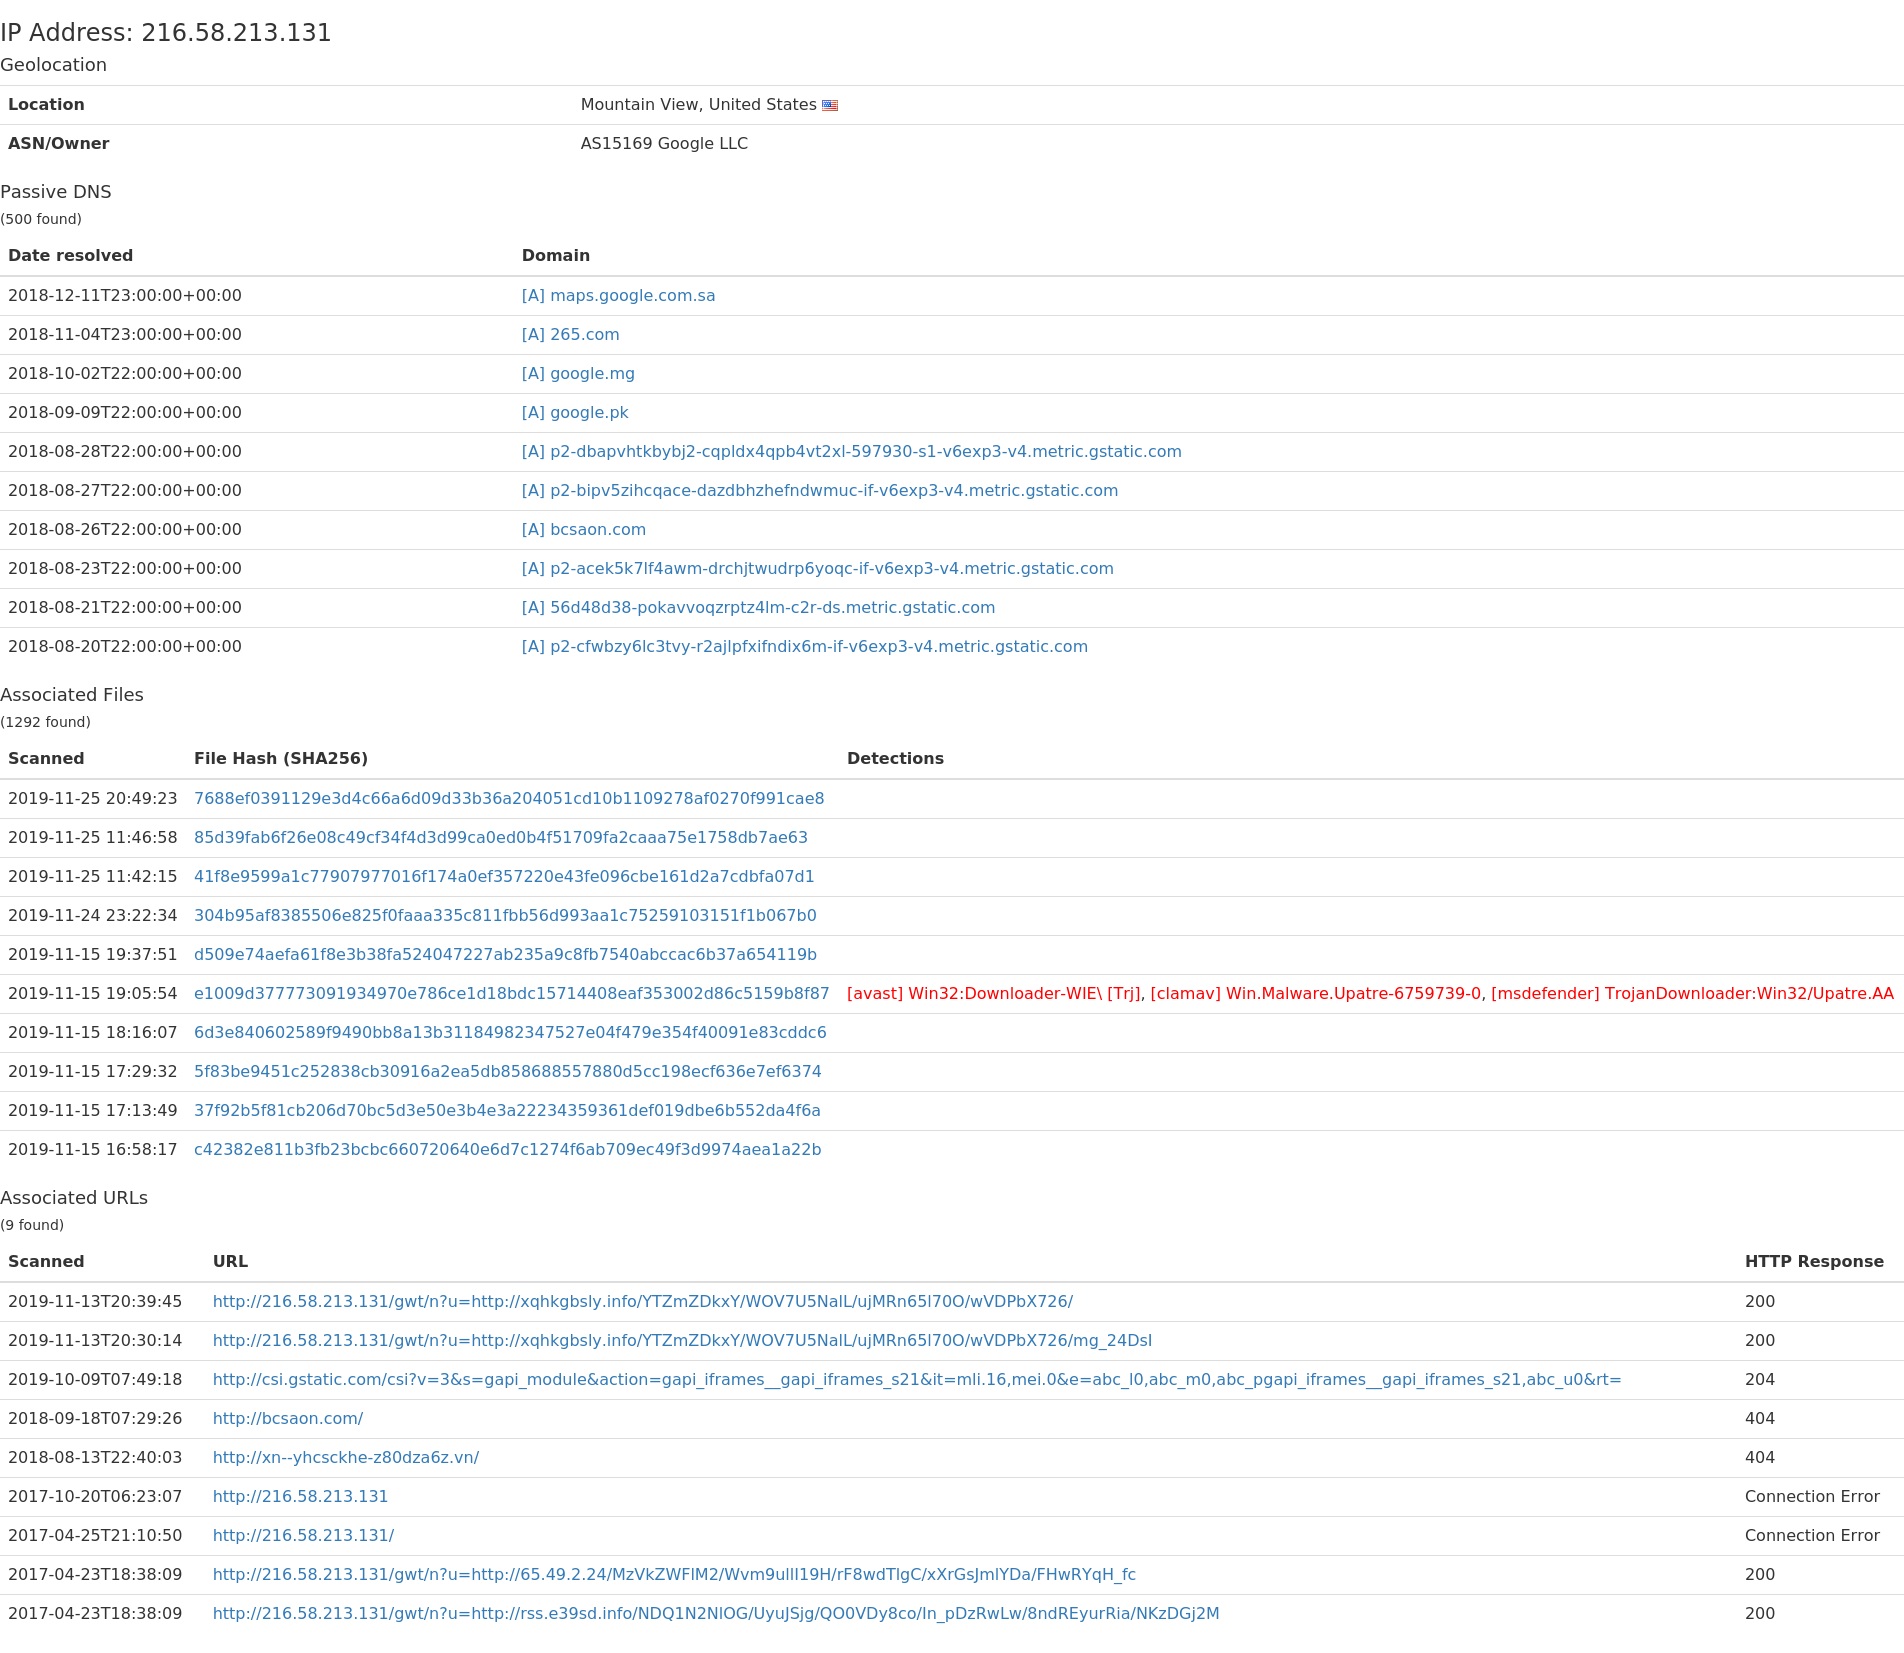 IP Address: 216.58.213.131
Geolocation
Location Mountain View, United States
ASN/Owner AS15169 Google LLC
Passive DNS
(500 found)
Date resolved Domain
2018-12-11T23:00:00+00:00 [A] maps.google.com.sa
2018-11-04T23:00:00+00:00 [A] 265.com
2018-10-02T22:00:00+00:00 [A] google.mg
2018-09-09T22:00:00+00:00 [A] google.pk
2018-08-28T22:00:00+00:00 [A] p2-dbapvhtkbybj2-cqpldx4qpb4vt2xl-597930-s1-v6exp3-v4.metric.gstatic.com
2018-08-27T22:00:00+00:00 [A] p2-bipv5zihcqace-dazdbhzhefndwmuc-if-v6exp3-v4.metric.gstatic.com
2018-08-26T22:00:00+00:00 [A] bcsaon.com
2018-08-23T22:00:00+00:00 [A] p2-acek5k7lf4awm-drchjtwudrp6yoqc-if-v6exp3-v4.metric.gstatic.com
2018-08-21T22:00:00+00:00 [A] 56d48d38-pokavvoqzrptz4lm-c2r-ds.metric.gstatic.com
2018-08-20T22:00:00+00:00 [A] p2-cfwbzy6lc3tvy-r2ajlpfxifndix6m-if-v6exp3-v4.metric.gstatic.com
Associated Files
(1292 found)
Scanned File Hash (SHA256) Detections
2019-11-25 20:49:23 7688ef0391129e3d4c66a6d09d33b36a204051cd10b1109278af0270f991cae8
2019-11-25 11:46:58 85d39fab6f26e08c49cf34f4d3d99ca0ed0b4f51709fa2caaa75e1758db7ae63
2019-11-25 11:42:15 41f8e9599a1c77907977016f174a0ef357220e43fe096cbe161d2a7cdbfa07d1
2019-11-24 23:22:34 304b95af8385506e825f0faaa335c811fbb56d993aa1c75259103151f1b067b0
2019-11-15 19:37:51 d509e74aefa61f8e3b38fa524047227ab235a9c8fb7540abccac6b37a654119b
2019-11-15 19:05:54 e1009d377773091934970e786ce1d18bdc15714408eaf353002d86c5159b8f87 [avast] Win32:Downloader-WIE\ [Trj], [clamav] Win.Malware.Upatre-6759739-0, [msdefender] TrojanDownloader:Win32/Upatre.AA
2019-11-15 18:16:07 6d3e840602589f9490bb8a13b31184982347527e04f479e354f40091e83cddc6
2019-11-15 17:29:32 5f83be9451c252838cb30916a2ea5db858688557880d5cc198ecf636e7ef6374
2019-11-15 17:13:49 37f92b5f81cb206d70bc5d3e50e3b4e3a22234359361def019dbe6b552da4f6a
2019-11-15 16:58:17 c42382e811b3fb23bcbc660720640e6d7c1274f6ab709ec49f3d9974aea1a22b
Associated URLs
(9 found)
Scanned URL HTTP Response
2019-11-13T20:39:45 http://216.58.213.131/gwt/n?u=http://xqhkgbsly.info/YTZmZDkxY/WOV7U5NalL/ujMRn65l70O/wVDPbX726/ 200
2019-11-13T20:30:14 http://216.58.213.131/gwt/n?u=http://xqhkgbsly.info/YTZmZDkxY/WOV7U5NalL/ujMRn65l70O/wVDPbX726/mg_24DsI 200
2019-10-09T07:49:18 http://csi.gstatic.com/csi?v=3&s=gapi_module&action=gapi_iframes__gapi_iframes_s21&it=mli.16,mei.0&e=abc_l0,abc_m0,abc_pgapi_iframes__gapi_iframes_s21,abc_u0&rt= 204
2018-09-18T07:29:26 http://bcsaon.com/ 404
2018-08-13T22:40:03 http://xn--yhcsckhe-z80dza6z.vn/ 404
2017-10-20T06:23:07 http://216.58.213.131 Connection Error
2017-04-25T21:10:50 http://216.58.213.131/ Connection Error
2017-04-23T18:38:09 http://216.58.213.131/gwt/n?u=http://65.49.2.24/MzVkZWFlM2/Wvm9ulII19H/rF8wdTlgC/xXrGsJmlYDa/FHwRYqH_fc 200
2017-04-23T18:38:09 http://216.58.213.131/gwt/n?u=http://rss.e39sd.info/NDQ1N2NlOG/UyuJSjg/QO0VDy8co/In_pDzRwLw/8ndREyurRia/NKzDGj2M 200